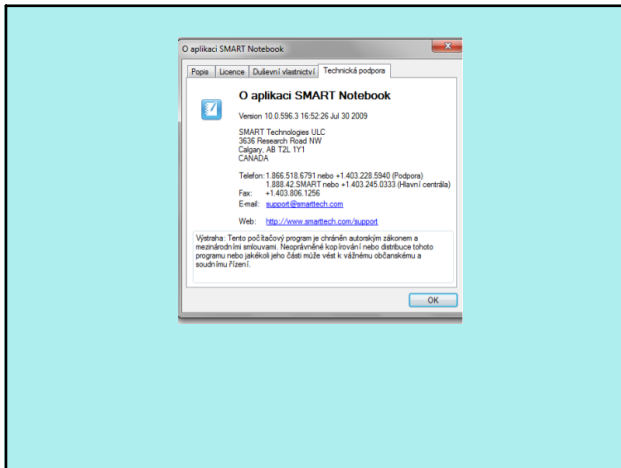 O aplikaci SMART Notebook
Popis Licence Duševní vlastnictví Technická podpora
O aplikaci SMART Notebook
Version 10.0.596.3 16:52:26 Jul 30 2009
SMART Technologies ULC
3636 Research Road NW
Calgary, AB T2L 1Y1
CANADA
Telefon: 1.866.518.6791 nebo +1.403.228.5940 (Podpora)
1.888.42.SMART nebo +1.403.245.0333 (Hlavní centrála)
Fax: +1.403.806.1256
E-mail: support@smarttech.com
Web: http://www.smarttech.com/support
Výstraha: Tento počítačový program je chráněn autorským zákonem a
mezinárodními smlouvami. Neoprávněné kopírování nebo distribuce tohoto
programu nebo jakékoli jeho části může vést k vážnému občanskému a
soudnímu řízení.
OK